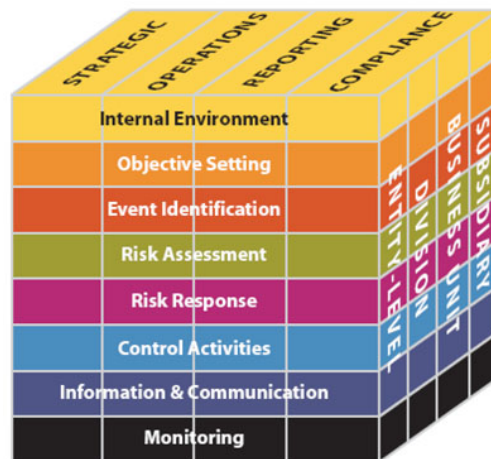 STRATEGIC
OPERATIONS
REPORTING
COMPLIANCE
Internal Environment
Objective Setting
Event Identification
Risk Assessment
Risk Response
Control Activities
Information & Communication
Monitoring
ENTITY-LEVEL
DIVISION
BUSINESS UNIT
SUBSIDIARY